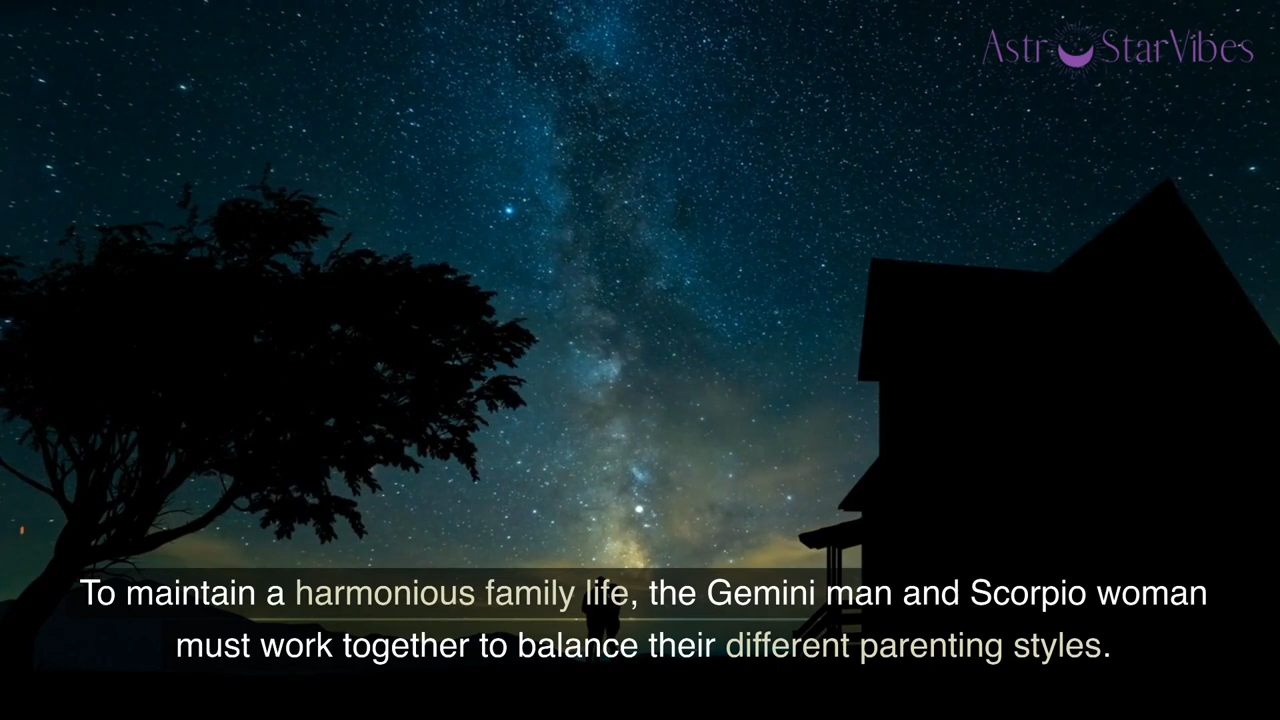 AstroStarVibes
To maintain a harmonious family life, the Gemini man and Scorpio woman
must work together to balance their different parenting styles.